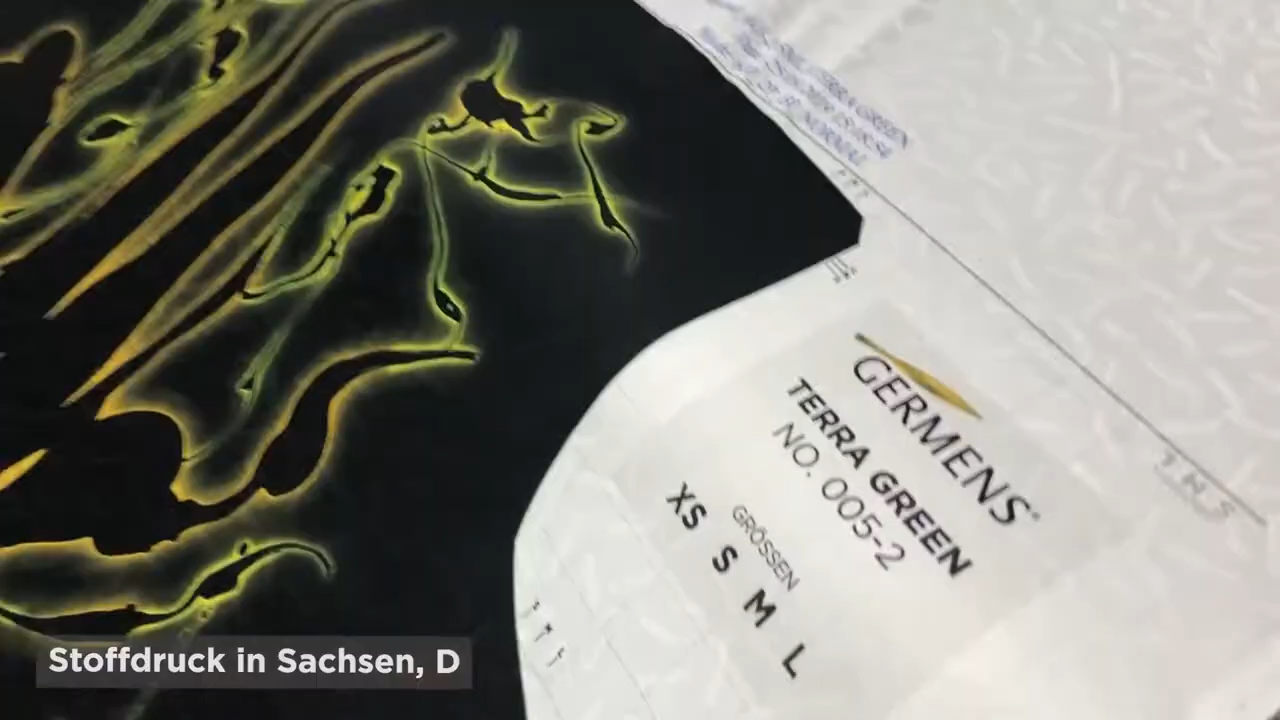 GERMENS®
TERRA GREEN
NO. 005-2
GRÖSSEN
XS S M L
Stoffdruck in Sachsen, D